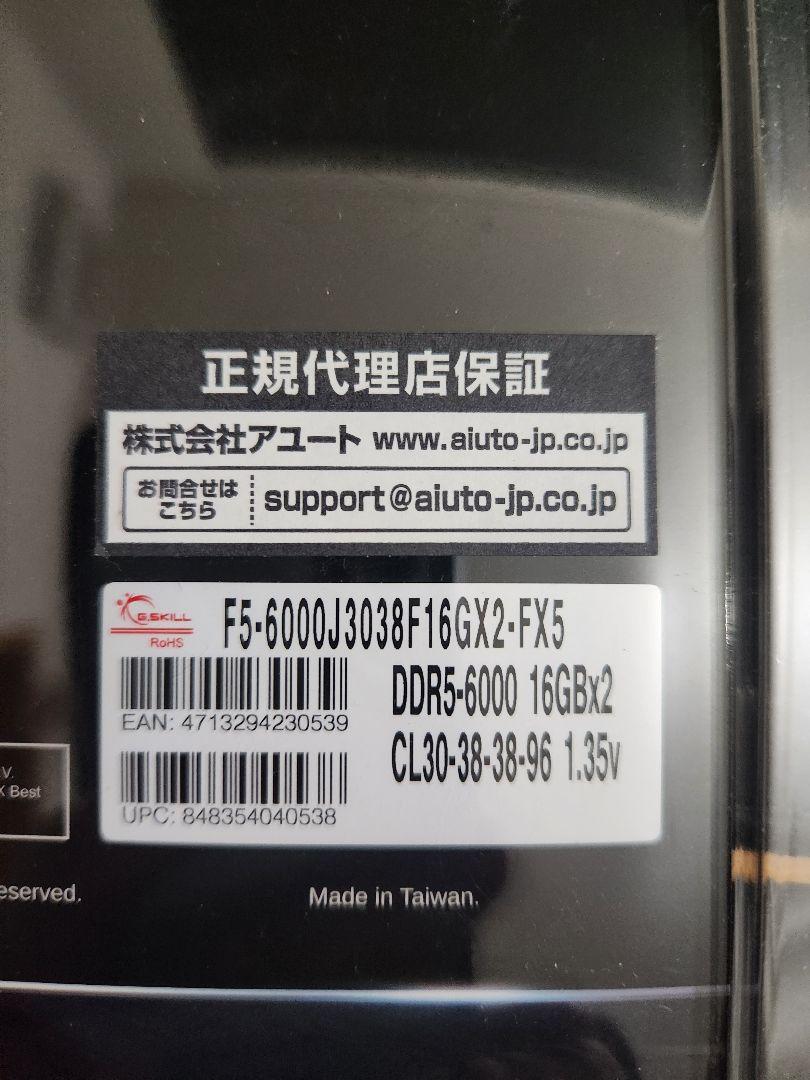 正規代理店保証
株式会社アユート www.aiuto-jp.co.jp
お問合せは
こちら
support@aiuto-jp.co.jp
G.SKILL
RoHS
F5-6000J3038F16GX2-FX5
DDR5-6000 16GBx2
CL30-38-38-96 1.35v
EAN: 4713294230539
UPC: 848354040538
V.
X Best
eserved.
Made in Taiwan.